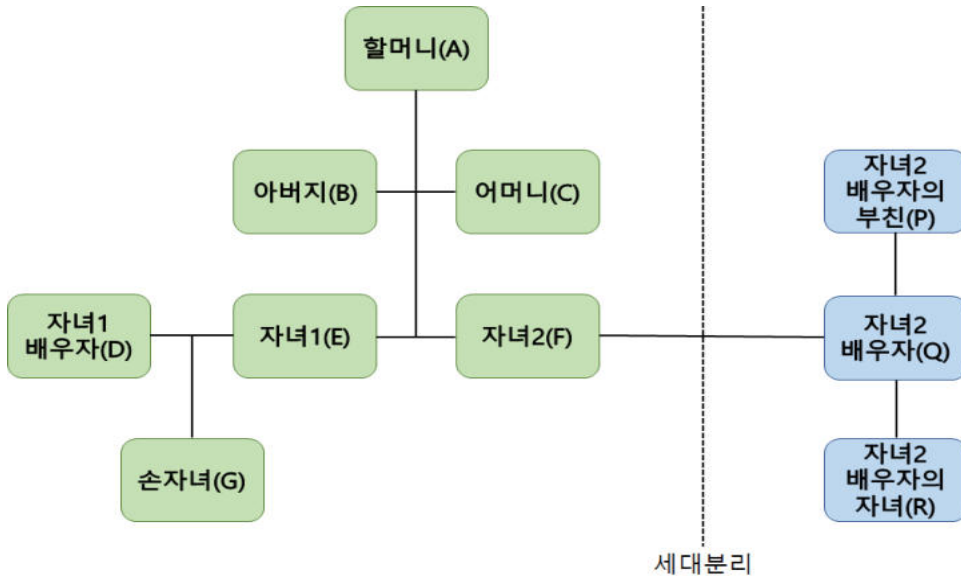 할머니(A)
아버지(B)
어머니(C)
자녀2
배우자의
부친(P)
자녀1
배우자(D)
자녀1(E)
자녀2(F)
자녀2
배우자(Q)
손자녀(G)
자녀2
배우자의
자녀(R)
세대분리